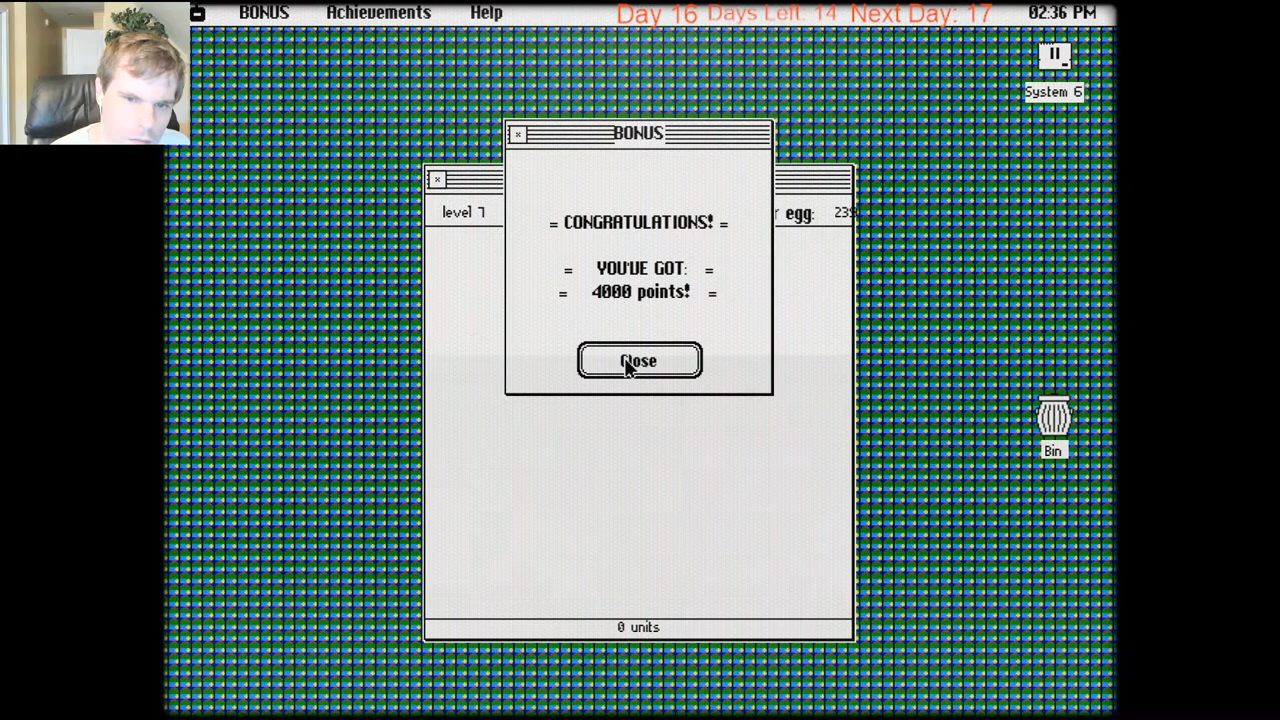 BONUS Achievements Help Day 16 Days Left: 14 Next Day: 17 02:36 PM
System 6
BONUS
level 7
egg: 239
= CONGRATULATIONS! =
= YOU'VE GOT: =
= 4000 points! =
Close
Bin
0 units